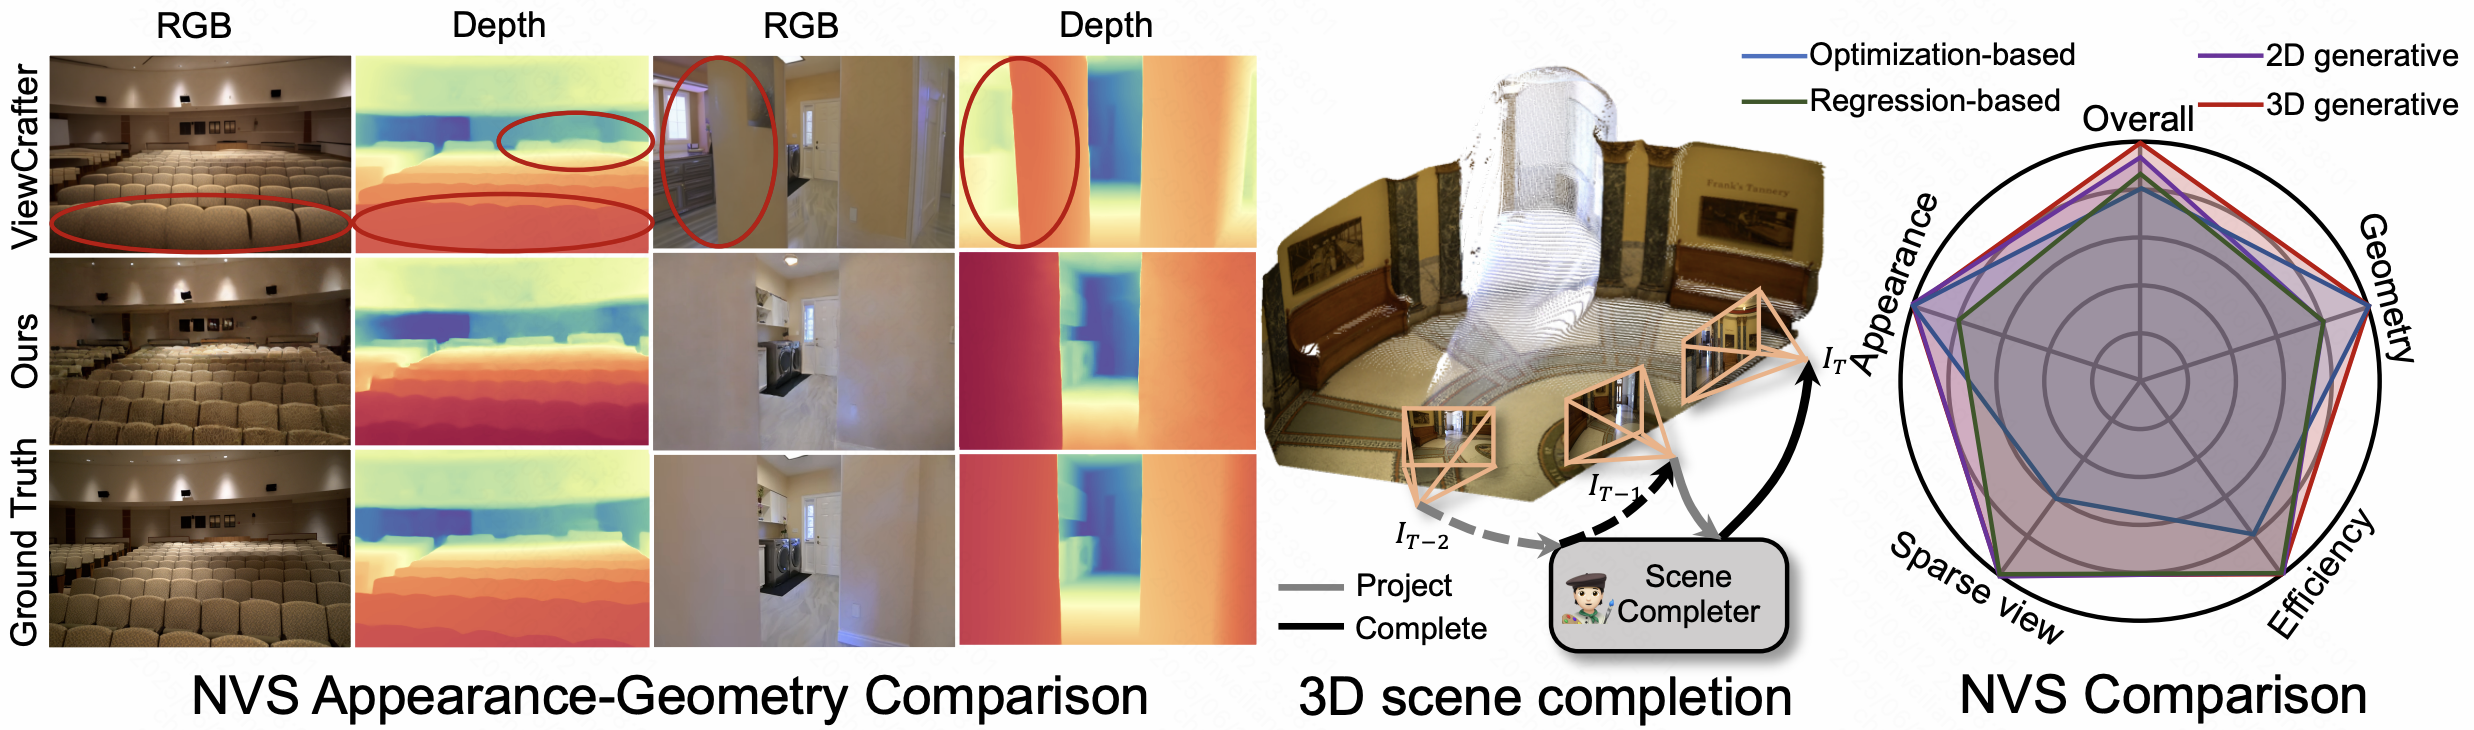 RGB
Depth
RGB
Depth
ViewCrafter
Ours
Ground Truth
NVS Appearance-Geometry Comparison
Frank's Tannery
I_T
I_{T-1}
I_{T-2}
Project
Complete
Scene
Completer
3D scene completion
Optimization-based
2D generative
Regression-based
3D generative
Overall
Appearance
Geometry
Sparse view
Efficiency
NVS Comparison